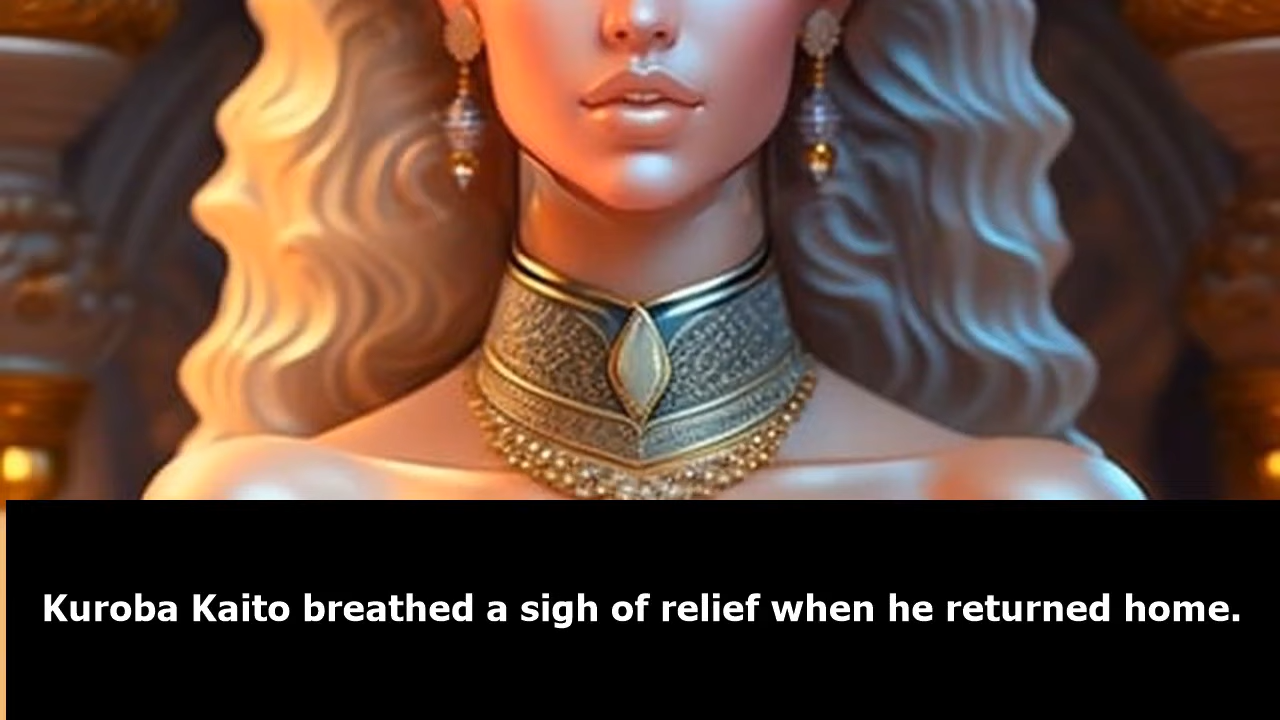 Kuroba Kaito breathed a sigh of relief when he returned home.